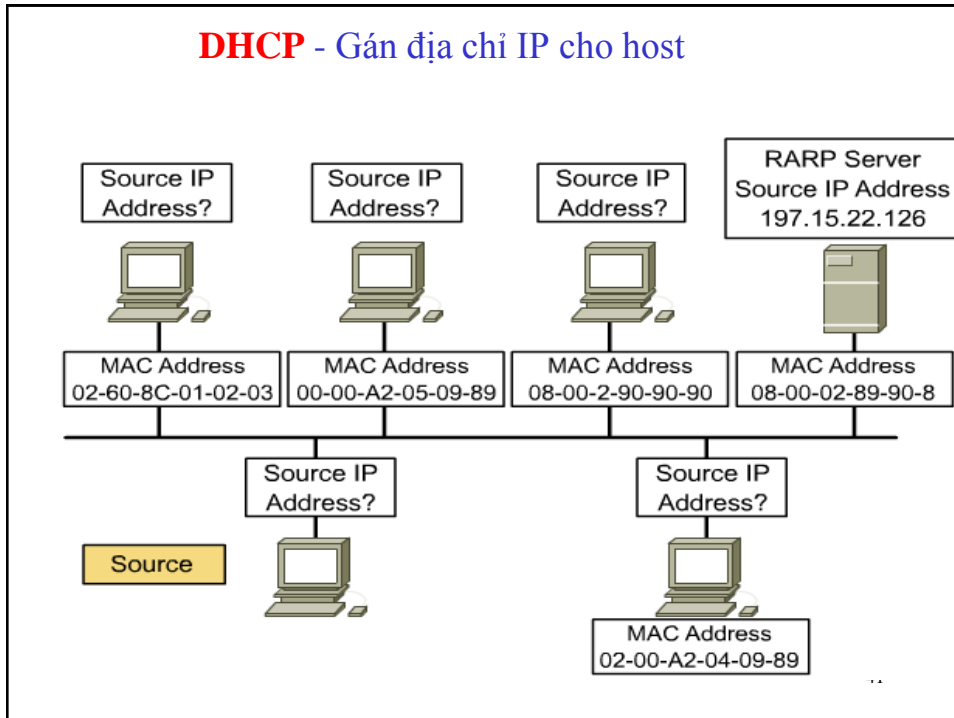 DHCP - Gán địa chỉ IP cho host
Source IP
Address?
Source IP
Address?
Source IP
Address?
RARP Server
Source IP Address
197.15.22.126
MAC Address
02-60-8C-01-02-03
MAC Address
00-00-A2-05-09-89
MAC Address
08-00-2-90-90-90
MAC Address
08-00-02-89-90-8
Source IP
Address?
Source IP
Address?
Source
MAC Address
02-00-A2-04-09-89